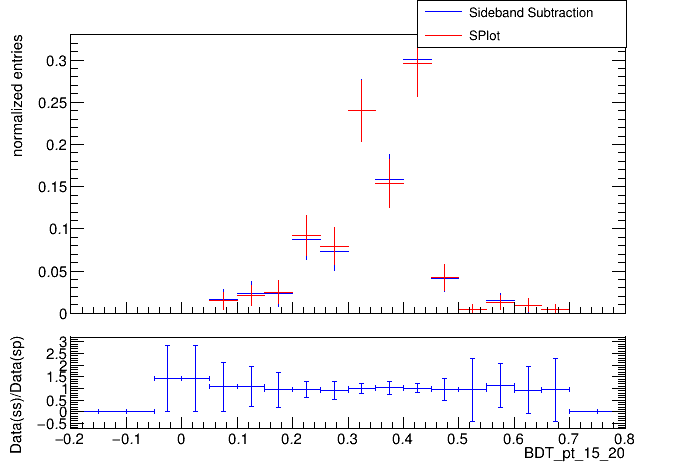 Sideband Subtraction
SPlot
normalized entries
0.3
0.25
0.2
0.15
0.1
0.05
0
Data(ss)/Data(sp)
3
2.5
2
1.5
1
0.5
0
−0.5
−0.2 −0.1 0 0.1 0.2 0.3 0.4 0.5 0.6 0.7 0.8
BDT_pt_15_20